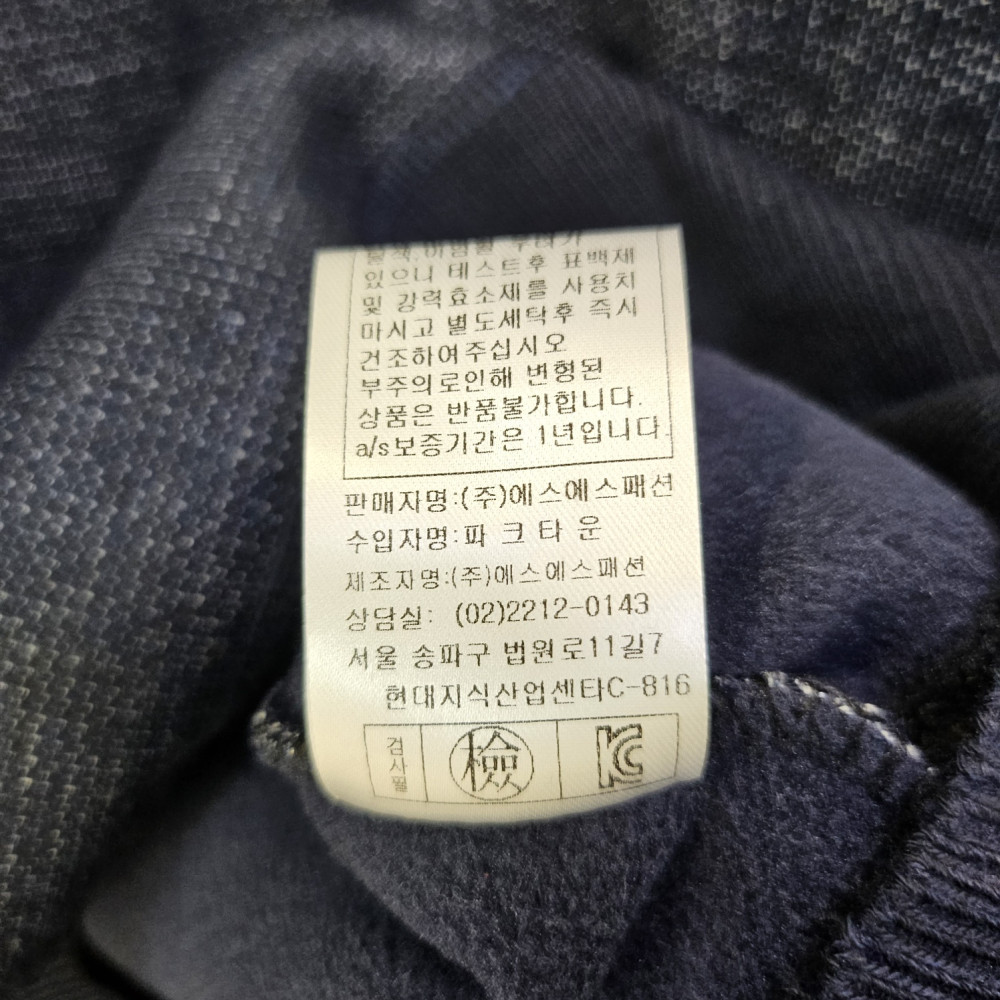 있으니 테스트후 표백제
및 강력효소제를 사용치
마시고 별도세탁후 즉시
건조하여주십시오
부주의로인해 변형된
상품은 반품불가합니다.
a/s보증기간은 1년입니다.
판매자명:(주)에스에스패션
수입자명:파 크 타 운
제조자명:(주)에스에스패션
상담실: (02)2212-0143
서울 송파구 법원로11길7
현대지식산업센타C-816
검사필 檢 KC